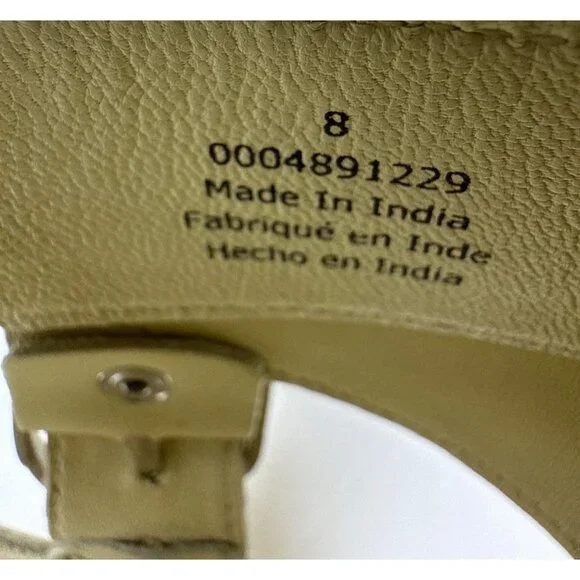 8
0004891229
Made In India
Fabriqué en Inde
Hecho en India